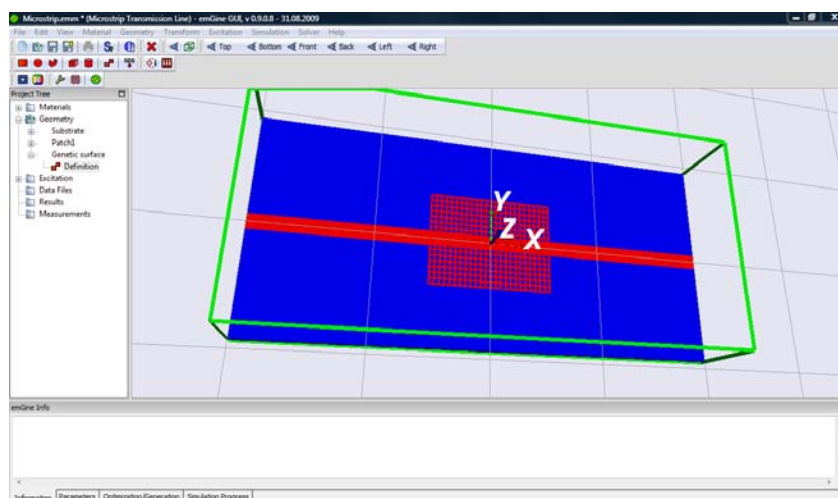 Microstrip.emm * (Microstrip Transmission Line) - emGine GUI, v 0.9.0.8 - 31.08.2009
File Edit View Material Geometry Transform Excitation Simulation Solver Help
Top Bottom Front Back Left Right
Project Tree
Materials
Geometry
Substrate
Patch1
Genetic surface
Definition
Excitation
Data Files
Results
Measurements
Y
Z
X
emGine Info
Information Parameters Optimization/Generation Simulation Progress